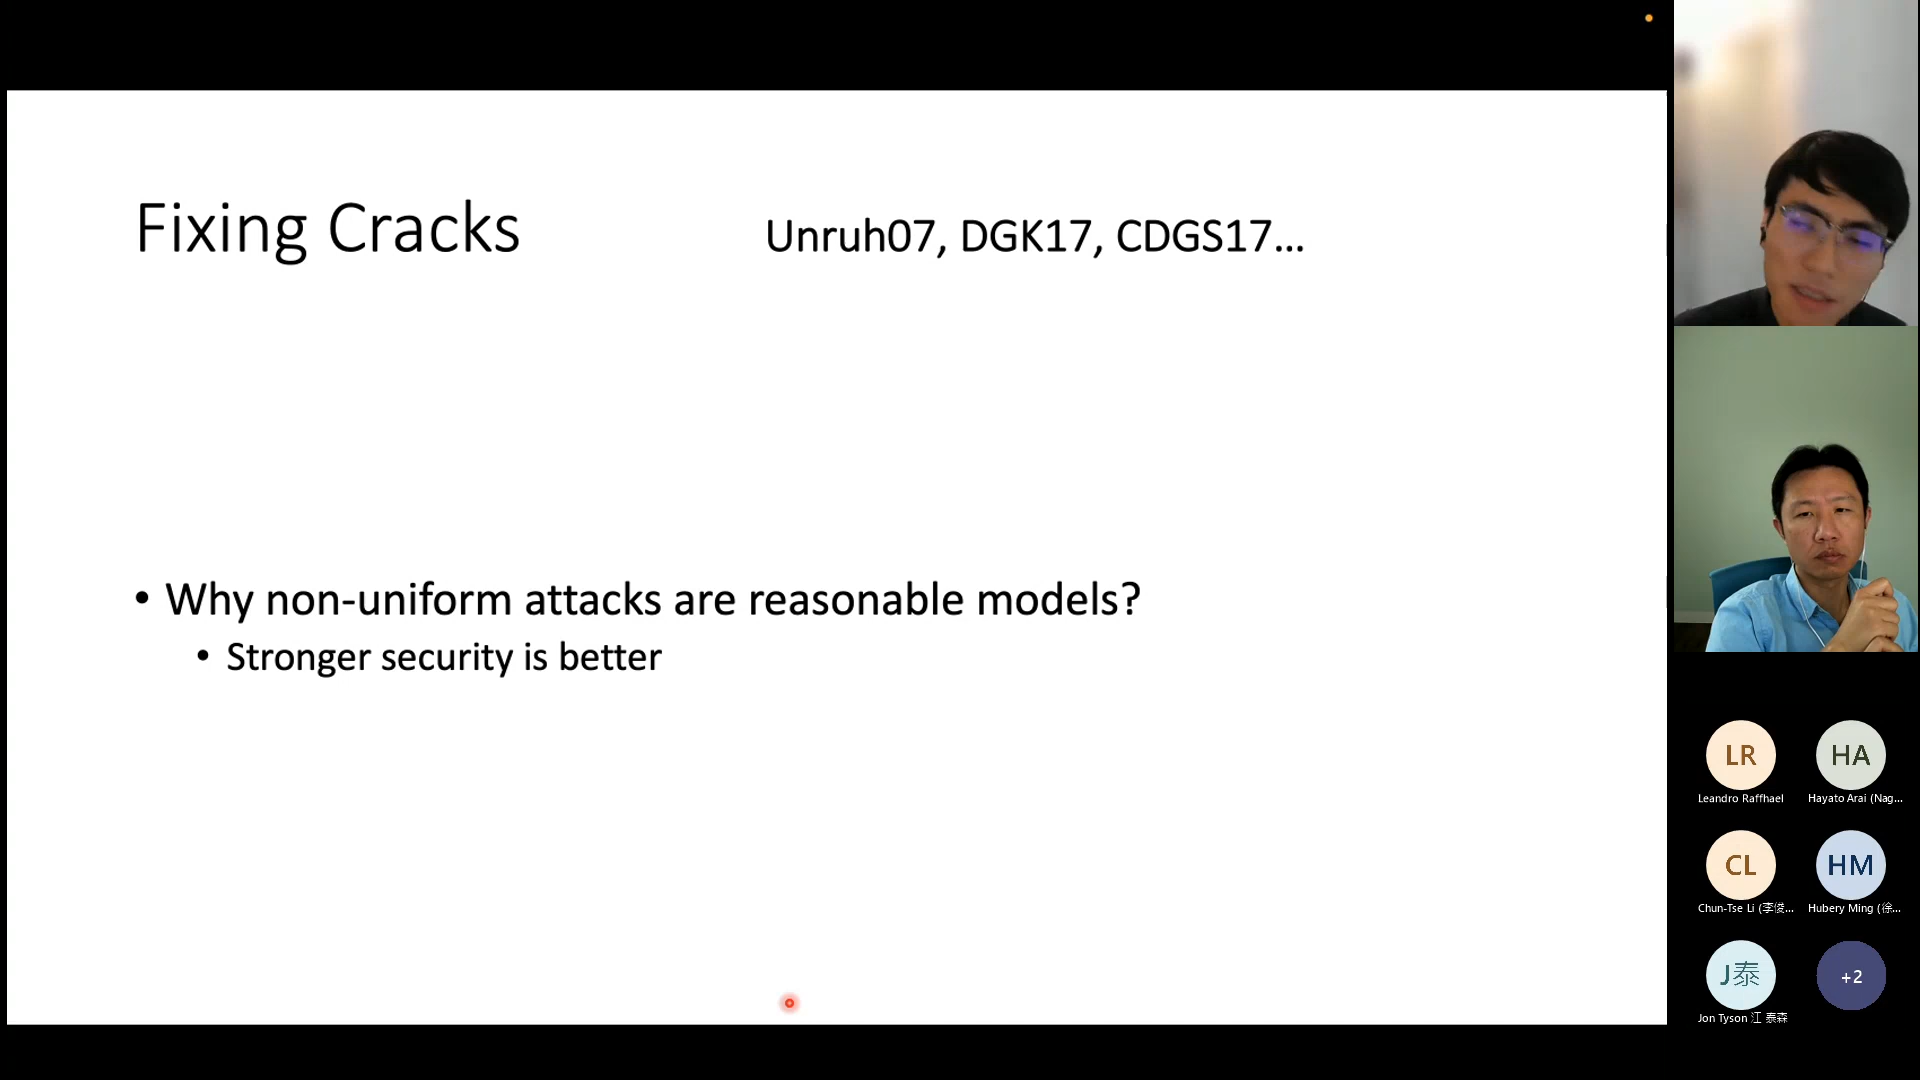 Fixing Cracks
Unruh07, DGK17, CDGS17...
• Why non-uniform attacks are reasonable models?
• Stronger security is better
LR
HA
Leandro Raffhael
Hayato Arai (Nag...
CL
HM
Chun-Tse Li (李俊...
Hubery Ming (徐...
J泰
+2
Jon Tyson 江 泰森